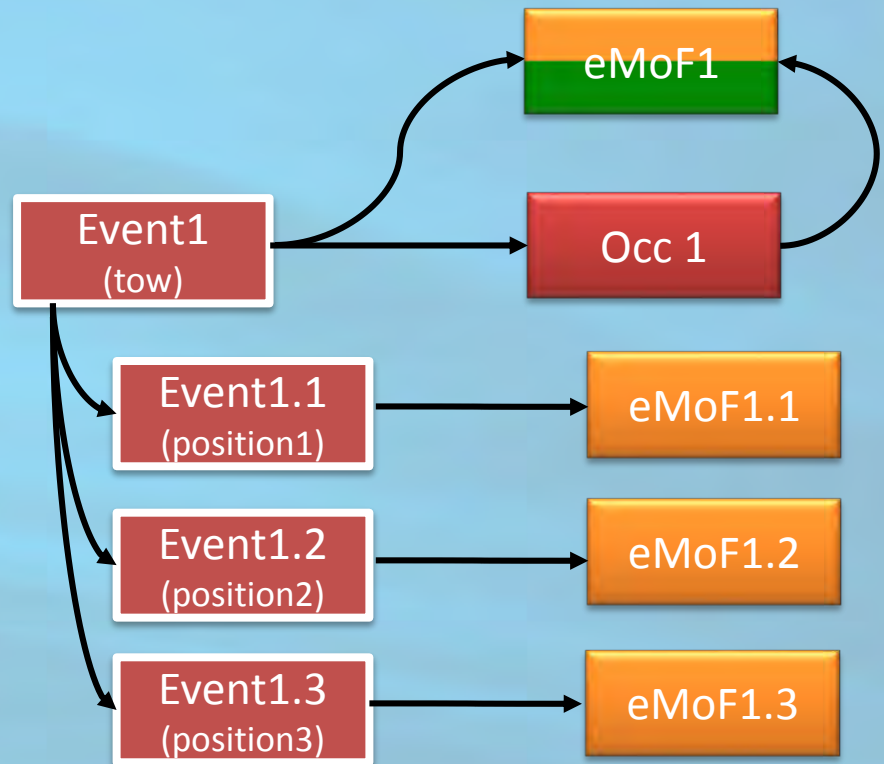 eMoF1
Event1
(tow)
Occ 1
Event1.1
(position1)
eMoF1.1
Event1.2
(position2)
eMoF1.2
Event1.3
(position3)
eMoF1.3